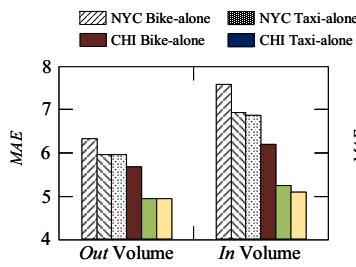 NYC Bike-alone NYC Taxi-alone
CHI Bike-alone CHI Taxi-alone
8
7
6
5
4
MAE
Out Volume In Volume